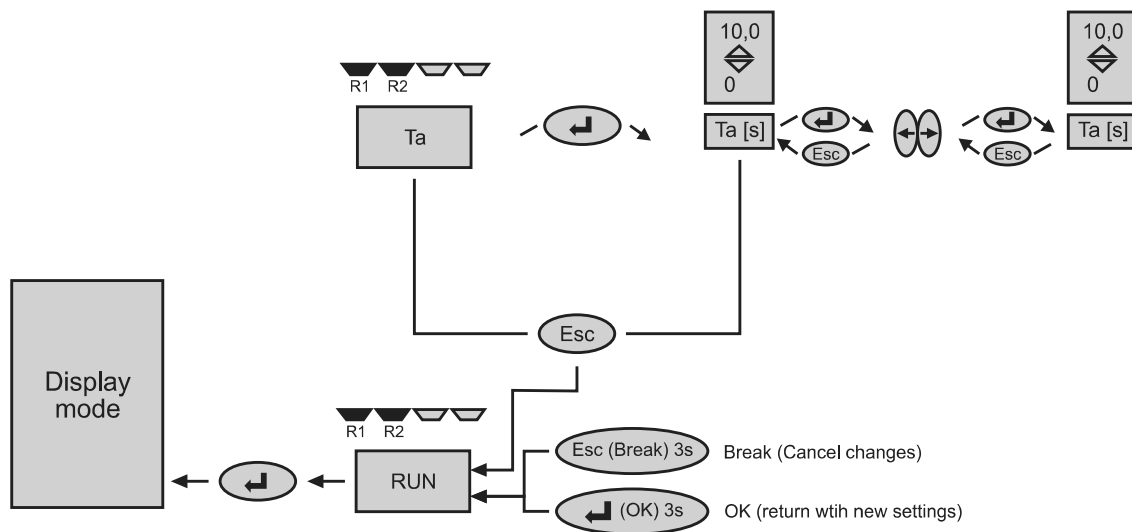 10,0
0
10,0
0
R1 R2
Ta
Ta [s]
Esc
Esc
Ta [s]
Esc
Display
mode
R1 R2
RUN
Esc (Break) 3s
Break (Cancel changes)
(OK) 3s
OK (return wtih new settings)